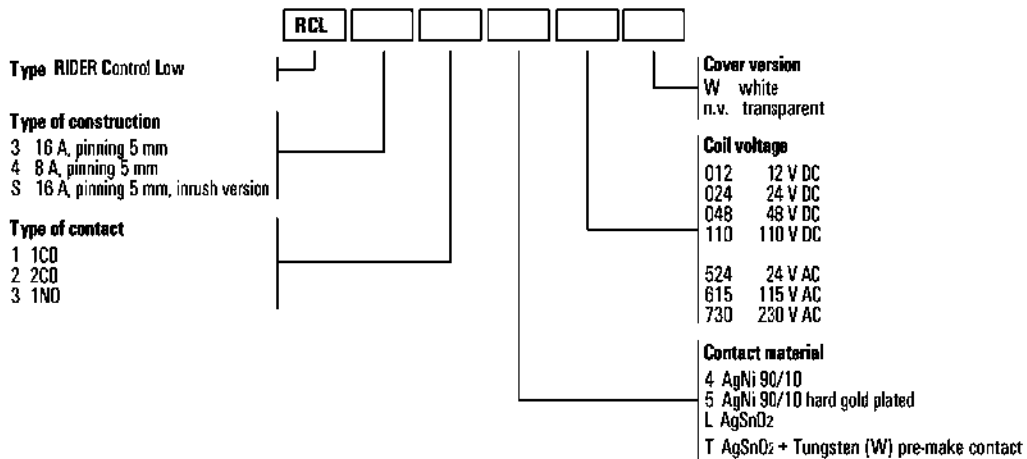 RCL
Type RIDER Control Low
Type of construction
3 16 A, pinning 5 mm
4 8 A, pinning 5 mm
S 16 A, pinning 5 mm, inrush version
Type of contact
1 1CO
2 2CO
3 1NO
Cover version
W white
n.v. transparent
Coil voltage
012 12 V DC
024 24 V DC
048 48 V DC
110 110 V DC
524 24 V AC
615 115 V AC
730 230 V AC
Contact material
4 AgNi 90/10
5 AgNi 90/10 hard gold plated
L AgSnO2
T AgSnO2 + Tungsten (W) pre-make contact